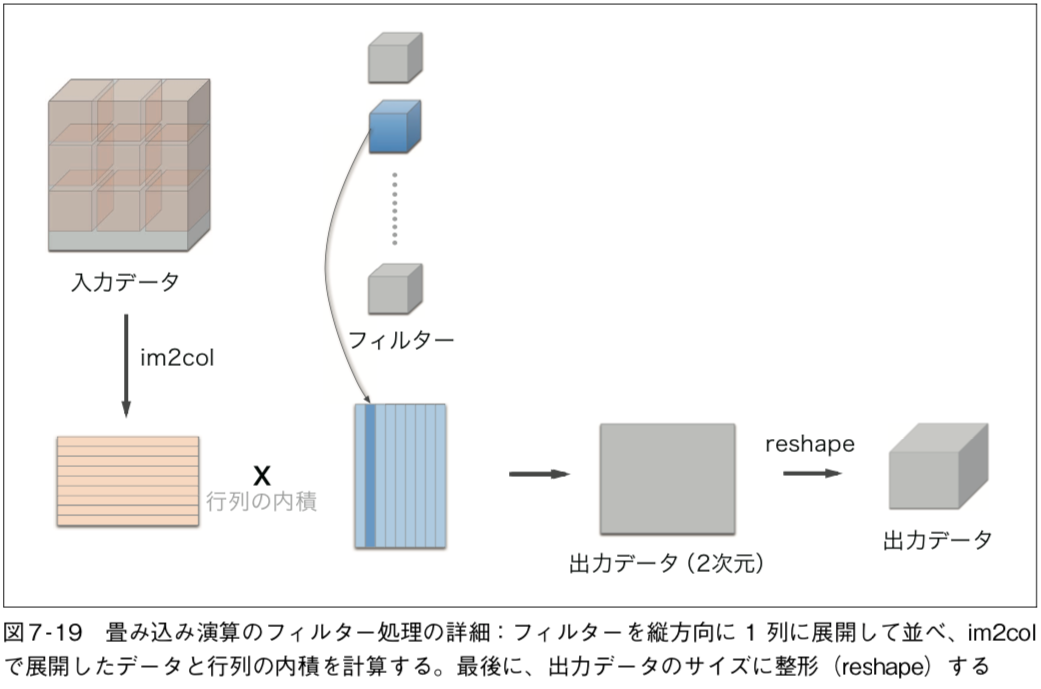 入力データ
フィルター
im2col
x
行列の内積
reshape
出力データ（2次元）
出力データ
図7-19　畳み込み演算のフィルター処理の詳細：フィルターを縦方向に 1 列に展開して並べ、im2col
で展開したデータと行列の内積を計算する。最後に、出力データのサイズに整形（reshape）する